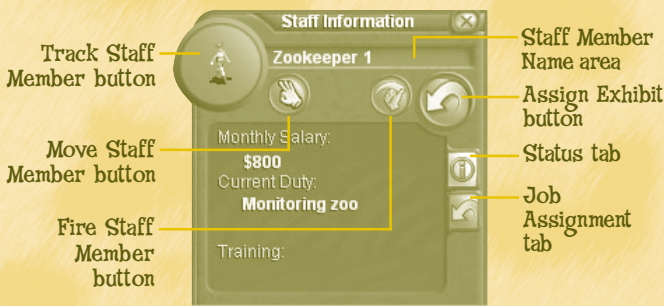 Staff Information
Zookeeper 1
Monthly Salary:
$800
Current Duty:
Monitoring zoo
Training:
Track Staff
Member button
Move Staff
Member button
Fire Staff
Member
button
Staff Member
Name area
Assign Exhibit
button
Status tab
Job
Assignment
tab